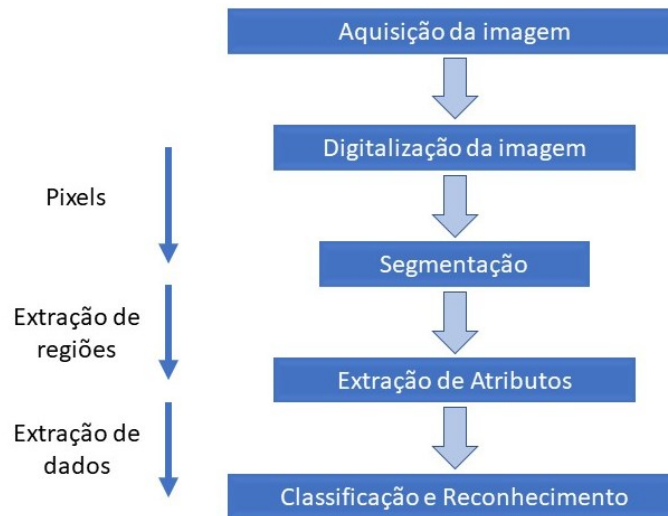 Aquisição da imagem
Digitalização da imagem
Pixels
Segmentação
Extração de
regiões
Extração de Atributos
Extração de
dados
Classificação e Reconhecimento